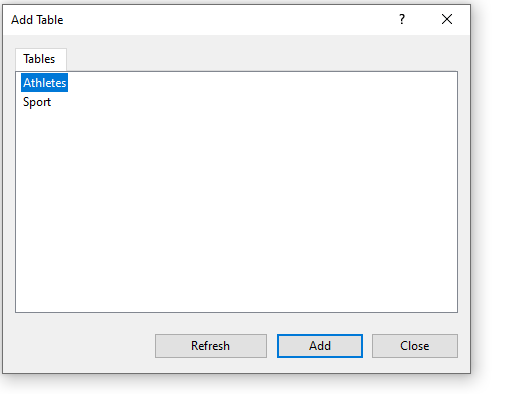 Add Table
?
Tables
Athletes
Sport
Refresh
Add
Close